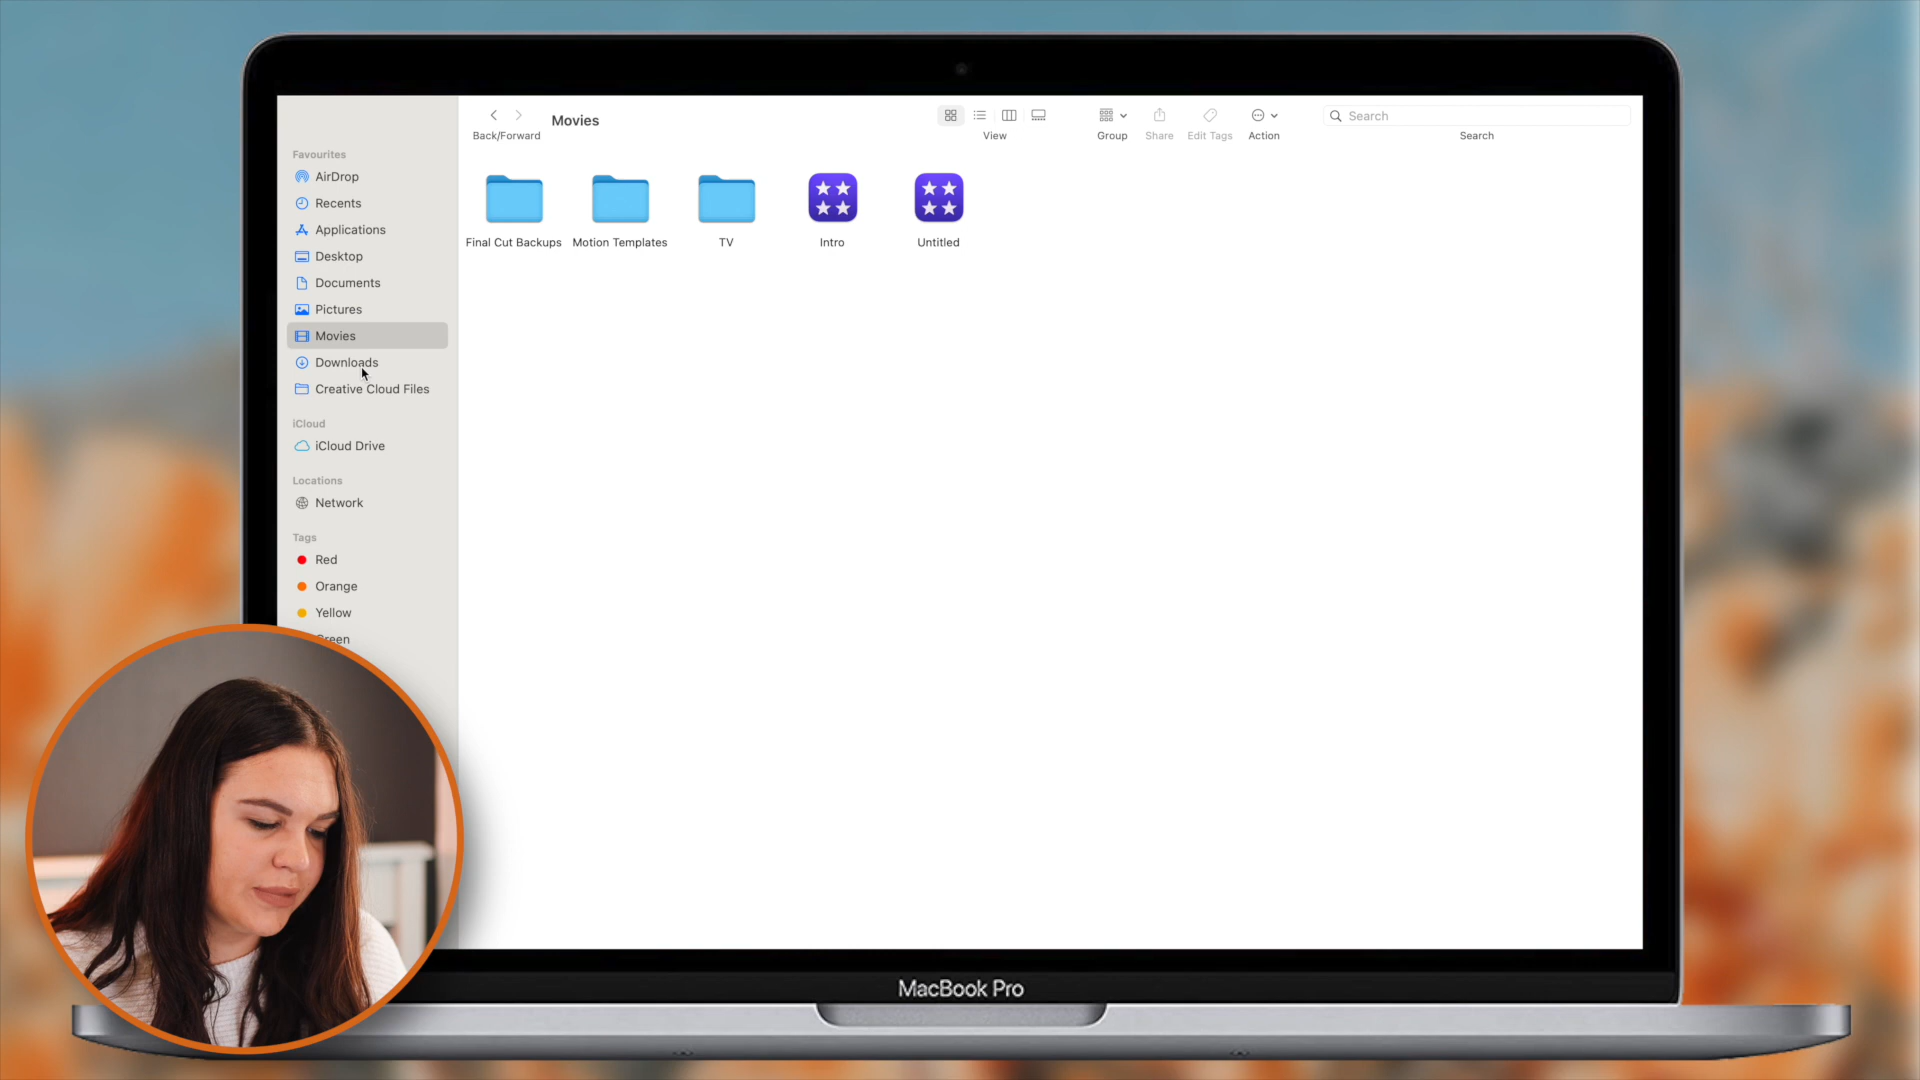 Movies
Back/Forward
View
Group
Share
Edit Tags
Action
Search
Search
Favourites
AirDrop
Recents
Applications
Desktop
Documents
Pictures
Movies
Downloads
Creative Cloud Files
iCloud
iCloud Drive
Locations
Network
Tags
Red
Orange
Yellow
Green
Final Cut Backups
Motion Templates
TV
Intro
Untitled
MacBook Pro